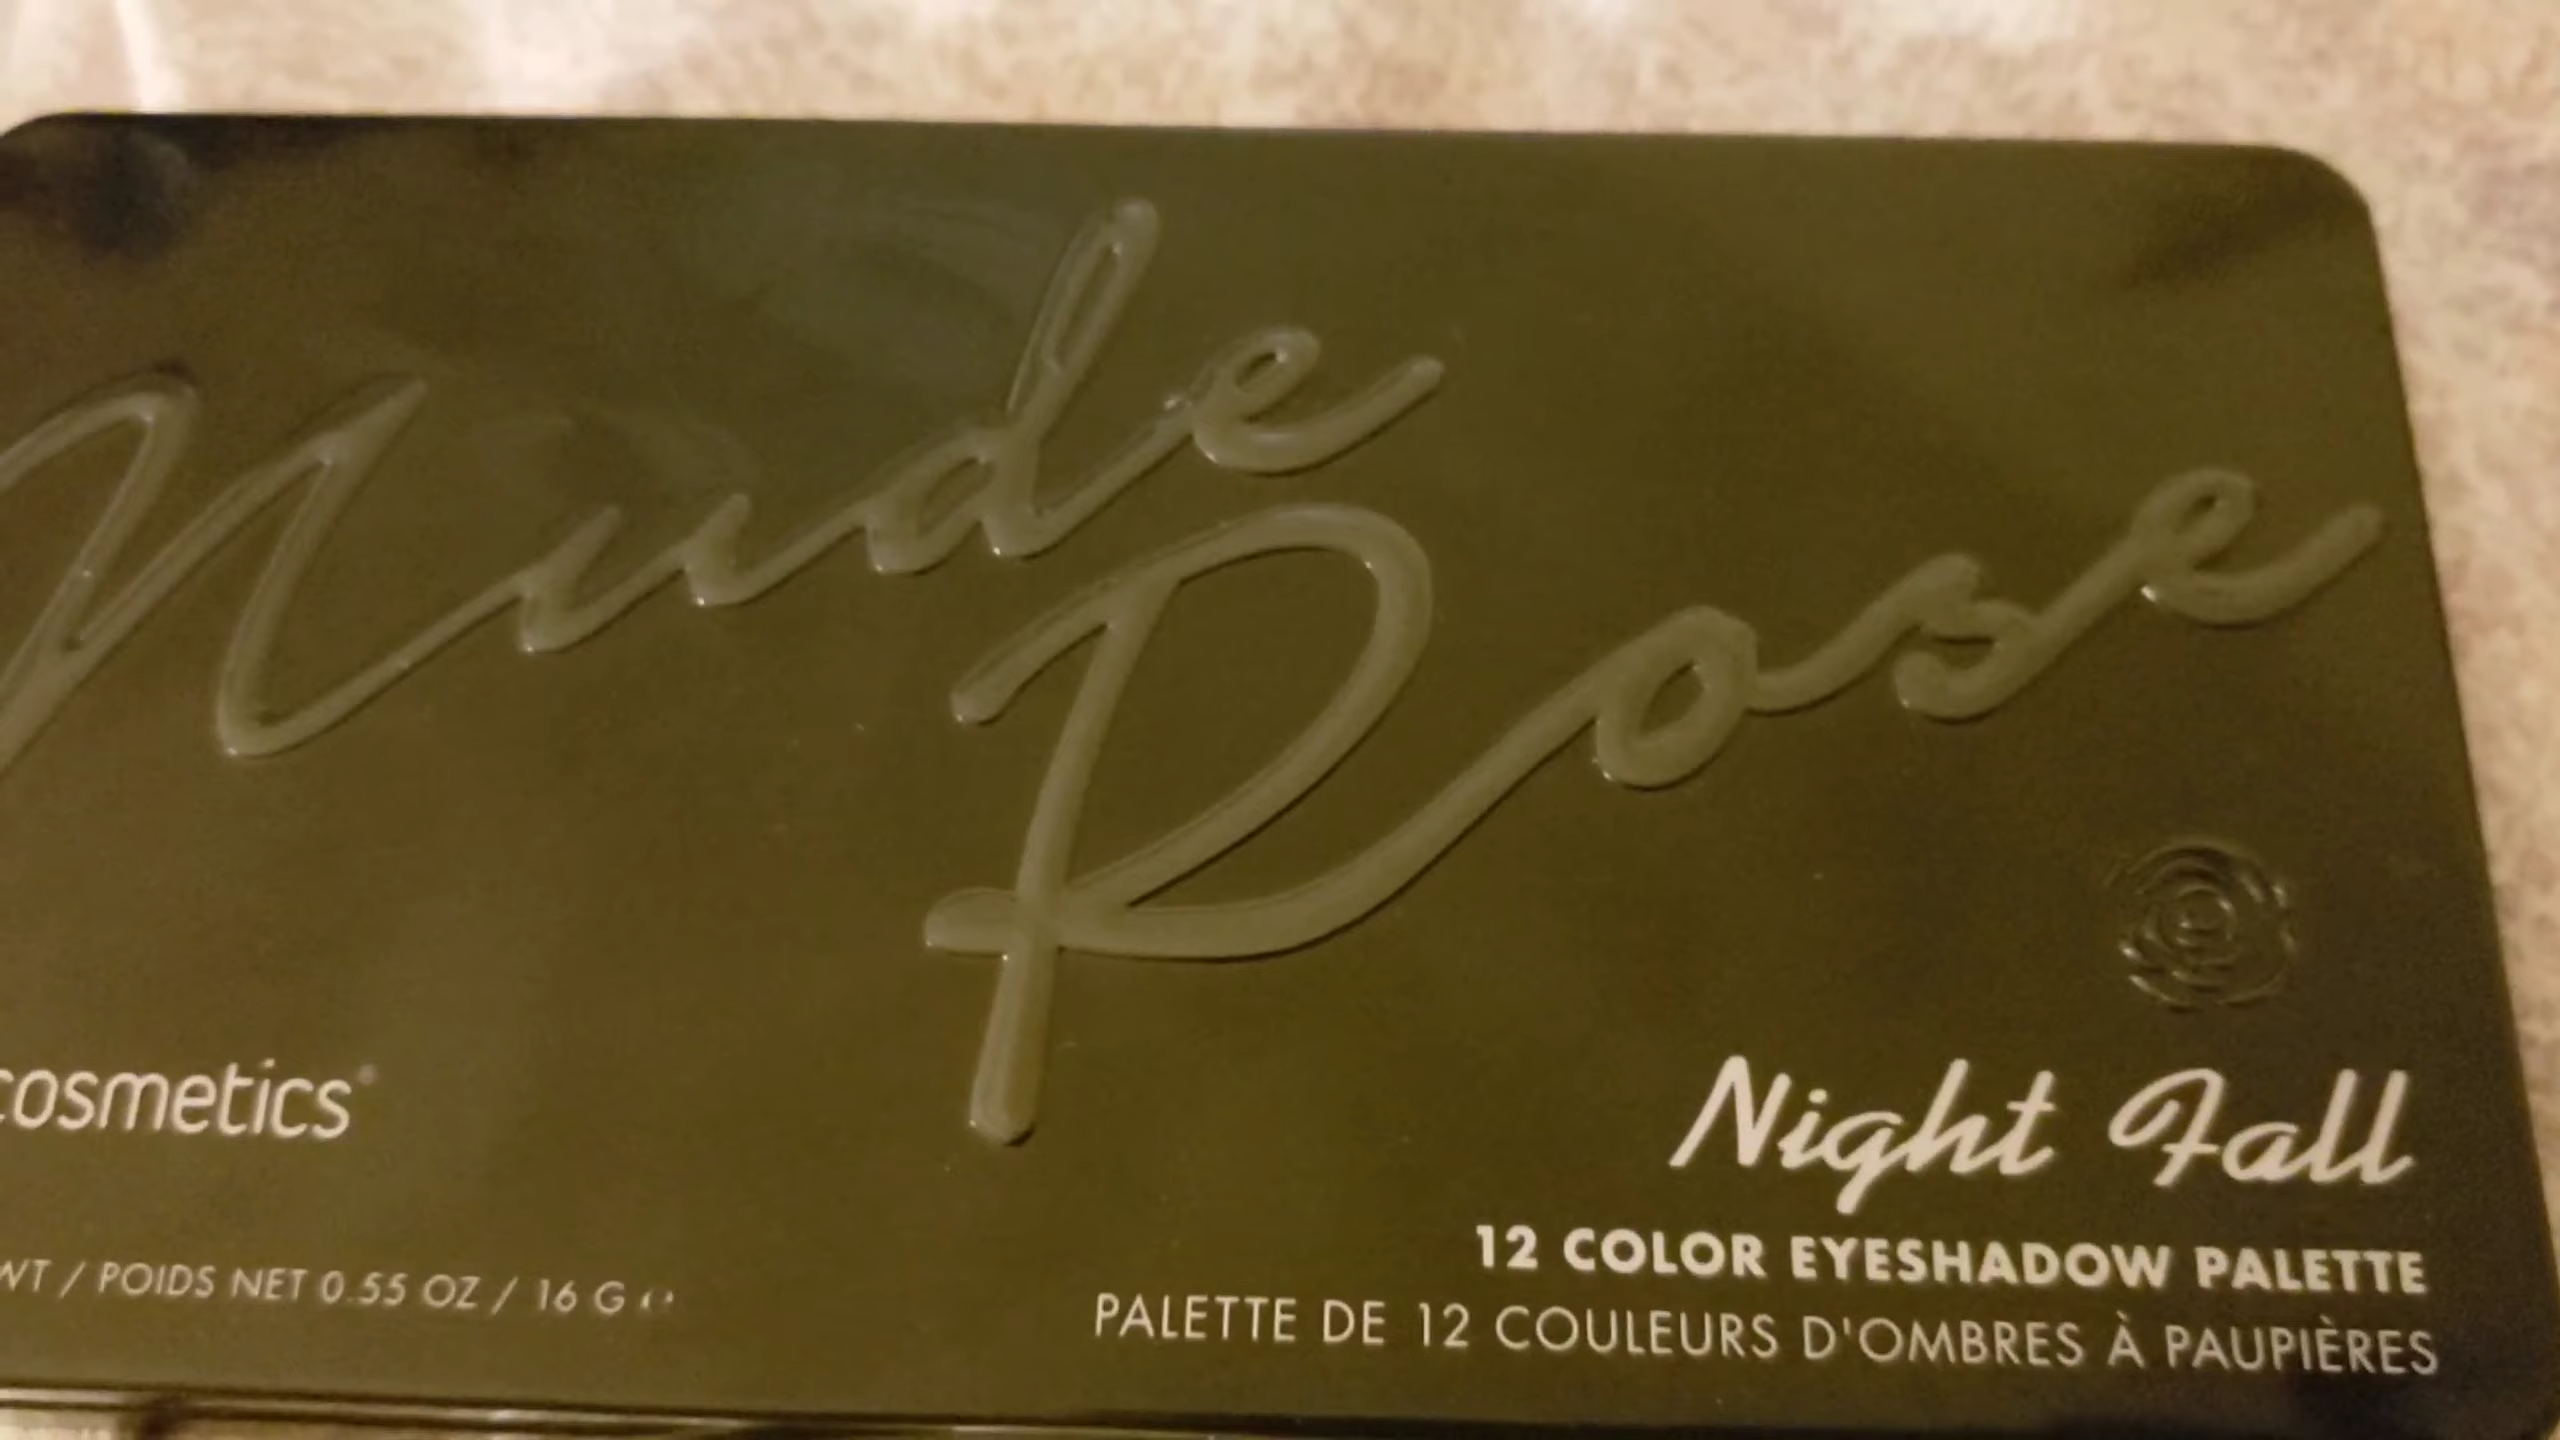 Nude
Rose
cosmetics
Night Fall
12 COLOR EYESHADOW PALETTE
WT / POIDS NET 0.55 OZ / 16 G e
PALETTE DE 12 COULEURS D'OMBRES À PAUPIÈRES